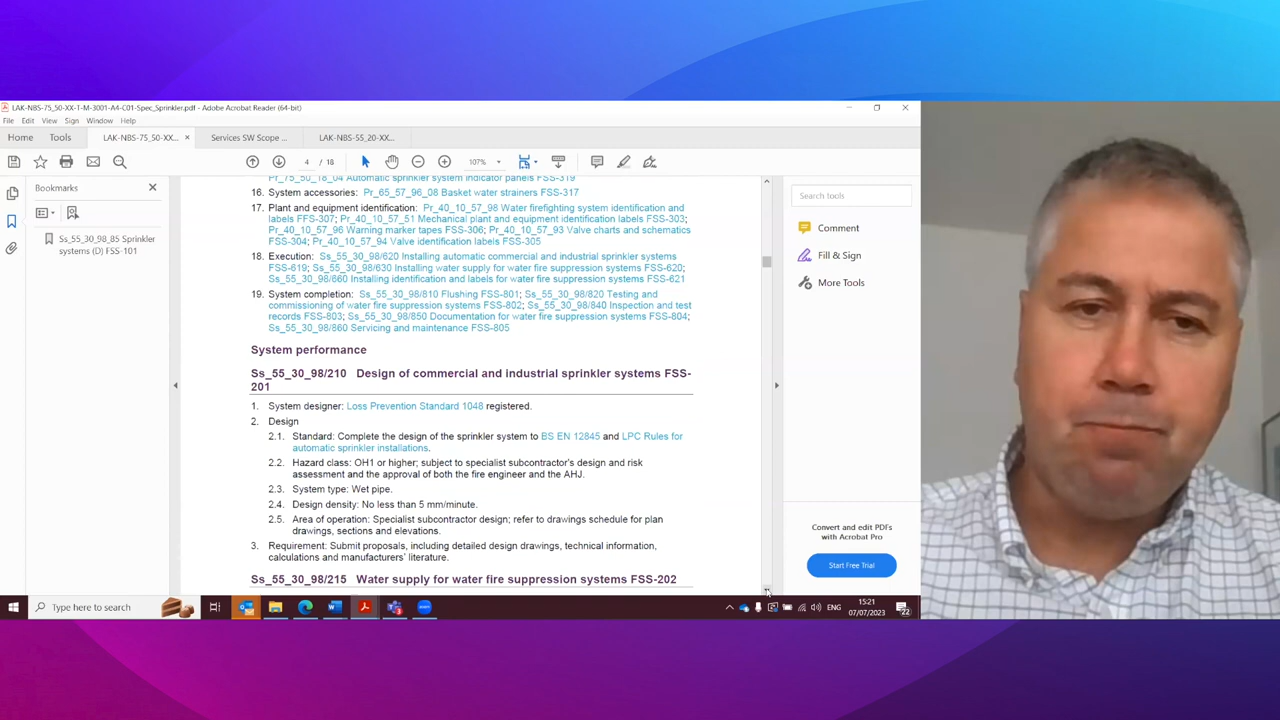 LAK-NBS-75_50-XX-T-M-3001-A4-C01-Spec_Sprinkler.pdf - Adobe Acrobat Reader (64-bit)
File Edit View Sign Window Help
Home Tools LAK-NBS-75_50-XX... × Services SW Scope ... LAK-NBS-55_20-XX...
4 / 18 107%
Bookmarks
Ss_55_30_98_85 Sprinkler
systems (D) FSS-101
Pr_75_50_18_04 Automatic sprinkler system indicator panels FSS-319
16. System accessories: Pr_65_57_96_08 Basket water strainers FSS-317
17. Plant and equipment identification: Pr_40_10_57_98 Water firefighting system identification and
labels FFS-307; Pr_40_10_57_51 Mechanical plant and equipment identification labels FSS-303;
Pr_40_10_57_96 Warning marker tapes FSS-306; Pr_40_10_57_93 Valve charts and schematics
FSS-304; Pr_40_10_57_94 Valve identification labels FSS-305
18. Execution: Ss_55_30_98/620 Installing automatic commercial and industrial sprinkler systems
FSS-619; Ss_55_30_98/630 Installing water supply for water fire suppression systems FSS-620;
Ss_55_30_98/660 Installing identification and labels for water fire suppression systems FSS-621
19. System completion: Ss_55_30_98/810 Flushing FSS-801; Ss_55_30_98/820 Testing and
commissioning of water fire suppression systems FSS-802; Ss_55_30_98/840 Inspection and test
records FSS-803; Ss_55_30_98/850 Documentation for water fire suppression systems FSS-804;
Ss_55_30_98/860 Servicing and maintenance FSS-805
System performance
Ss_55_30_98/210 Design of commercial and industrial sprinkler systems FSS-
201
1. System designer: Loss Prevention Standard 1048 registered.
2. Design
2.1. Standard: Complete the design of the sprinkler system to BS EN 12845 and LPC Rules for
automatic sprinkler installations.
2.2. Hazard class: OH1 or higher; subject to specialist subcontractor's design and risk
assessment and the approval of both the fire engineer and the AHJ.
2.3. System type: Wet pipe.
2.4. Design density: No less than 5 mm/minute.
2.5. Area of operation: Specialist subcontractor design; refer to drawings schedule for plan
drawings, sections and elevations.
3. Requirement: Submit proposals, including detailed design drawings, technical information,
calculations and manufacturers' literature.
Ss_55_30_98/215 Water supply for water fire suppression systems FSS-202
Search tools
Comment
Fill & Sign
More Tools
Convert and edit PDFs
with Acrobat Pro
Start Free Trial
Type here to search
ENG
15:21
07/07/2023
22